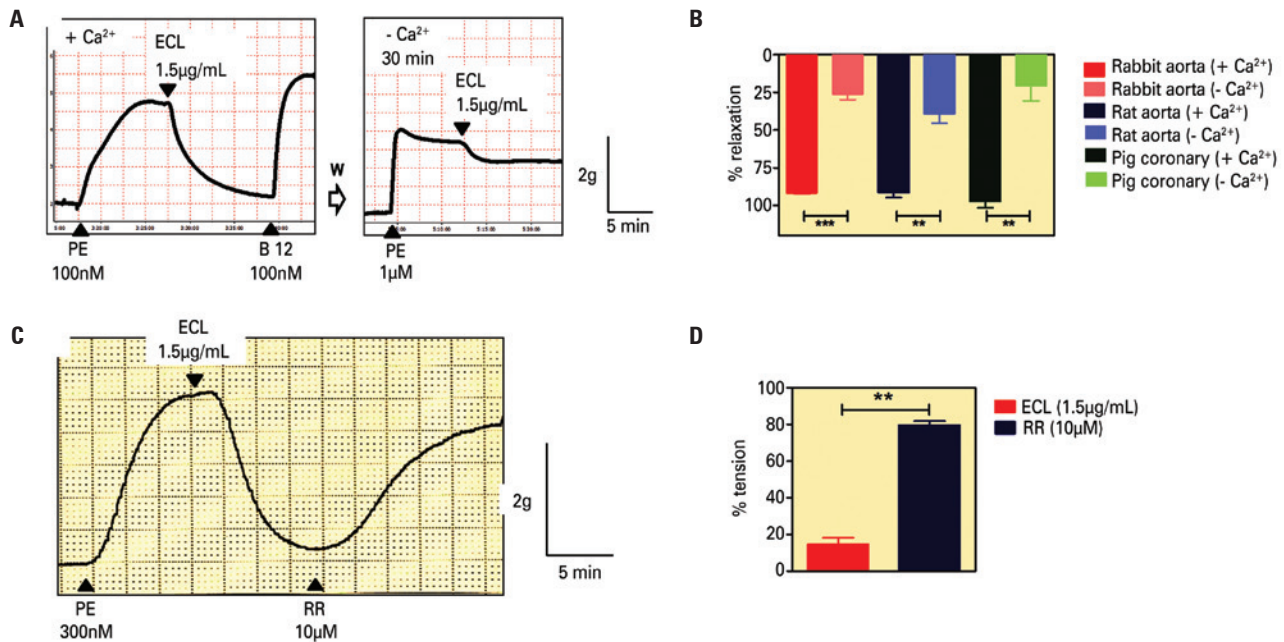 A
+ Ca²⁺
ECL
1.5µg/mL
PE
100nM
B 12
100nM
W
- Ca²⁺
30 min
ECL
1.5µg/mL
PE
1µM
2g
5 min
B
% relaxation
0
25
50
75
100
***
**
**
Rabbit aorta (+ Ca²⁺)
Rabbit aorta (- Ca²⁺)
Rat aorta (+ Ca²⁺)
Rat aorta (- Ca²⁺)
Pig coronary (+ Ca²⁺)
Pig coronary (- Ca²⁺)
C
ECL
1.5µg/mL
PE
300nM
RR
10µM
2g
5 min
D
% tension
100
80
60
40
20
0
**
ECL (1.5µg/mL)
RR (10µM)